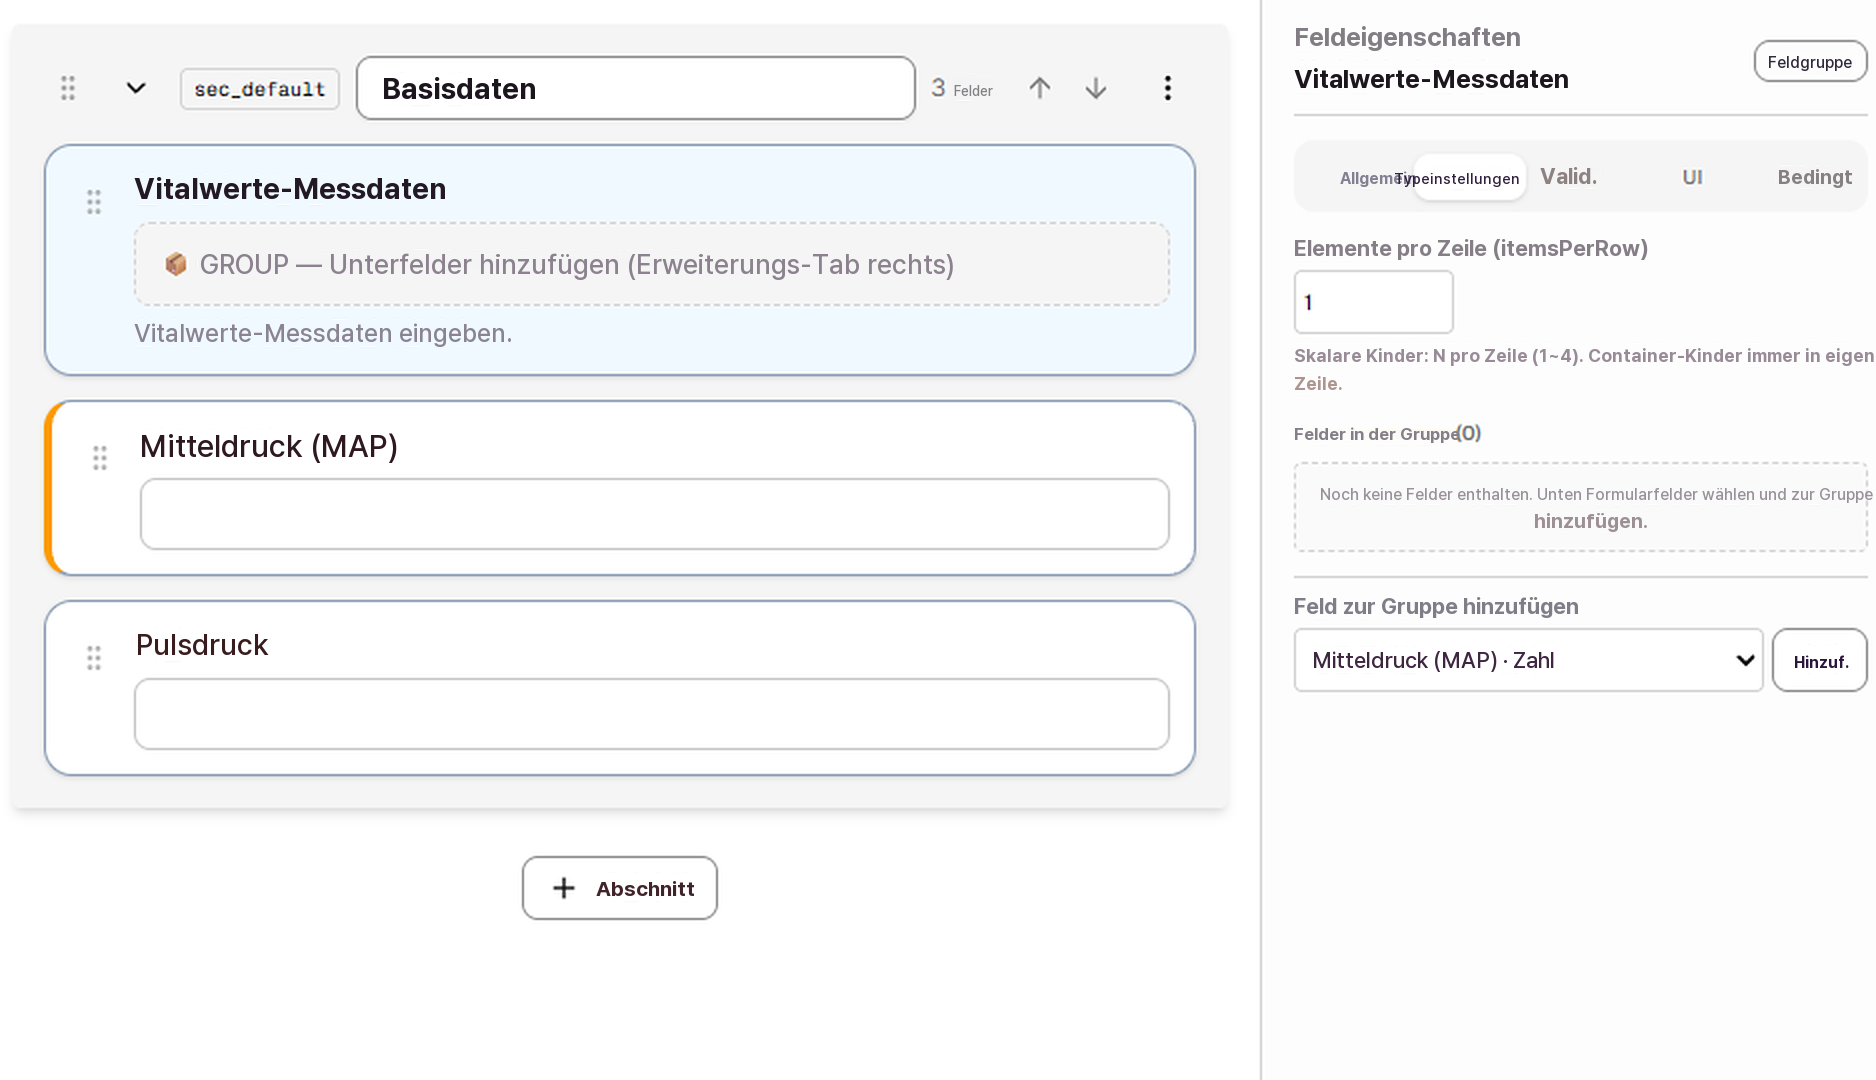 sec_default
Basisdaten
3 Felder
Vitalwerte-Messdaten
GROUP — Unterfelder hinzufügen (Erweiterungs-Tab rechts)
Vitalwerte-Messdaten eingeben.
Mitteldruck (MAP)
Pulsdruck
Abschnitt
Feldeigenschaften
Vitalwerte-Messdaten
Feldgruppe
Allgemein Typeinstellungen Valid. UI Bedingt
Elemente pro Zeile (itemsPerRow)
1
Skalare Kinder: N pro Zeile (1~4). Container-Kinder immer in eigen
Zeile.
Felder in der Gruppe (0)
Noch keine Felder enthalten. Unten Formularfelder wählen und zur Gruppe
hinzufügen.
Feld zur Gruppe hinzufügen
Mitteldruck (MAP) · Zahl
Hinzuf.